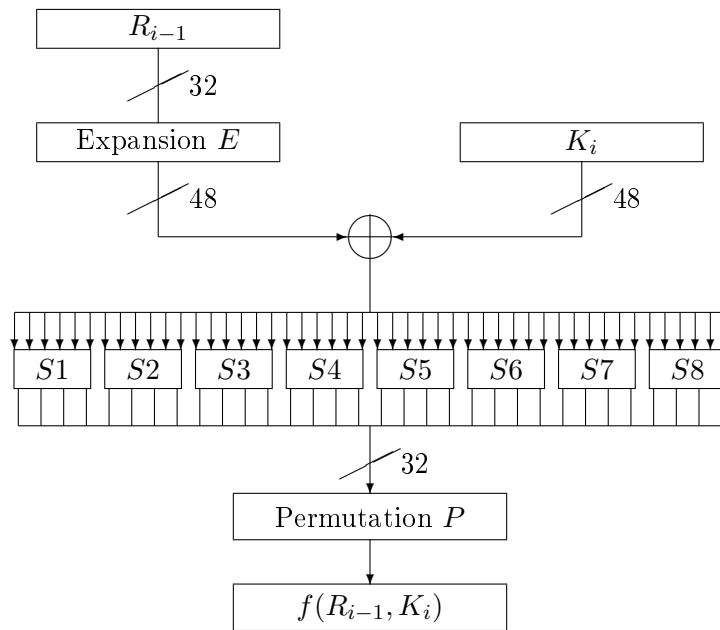 R_{i−1}
32
Expansion E
K_i
48
48
S1 S2 S3 S4 S5 S6 S7 S8
32
Permutation P
f(R_{i−1}, K_i)